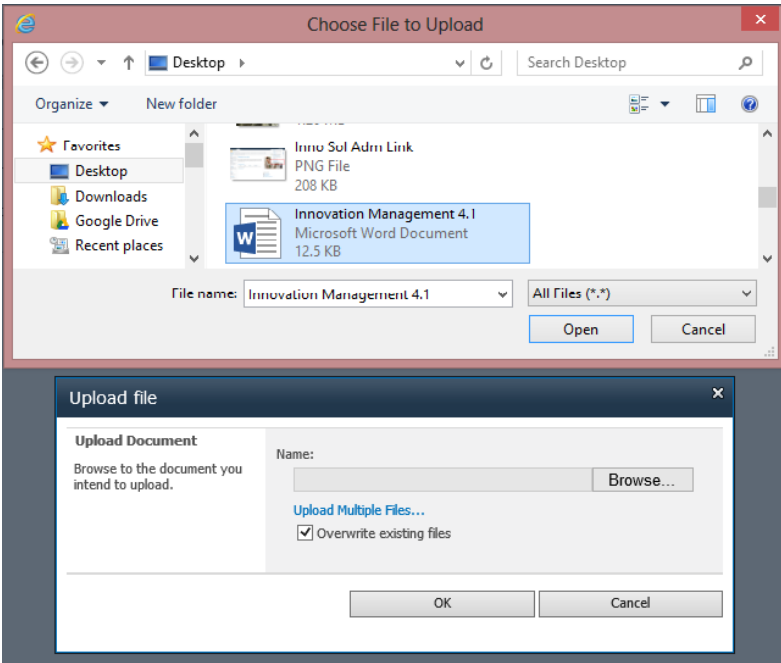 Choose File to Upload
Desktop
Search Desktop
Organize
New folder
Favorites
Desktop
Downloads
Google Drive
Recent places
Inno Sol Adm Link
PNG File
208 KB
Innovation Management 4.1
Microsoft Word Document
12.5 KB
File name:
Innovation Management 4.1
All Files (*.*)
Open
Cancel
Upload file
Upload Document
Browse to the document you
intend to upload.
Name:
Browse...
Upload Multiple Files...
Overwrite existing files
OK
Cancel